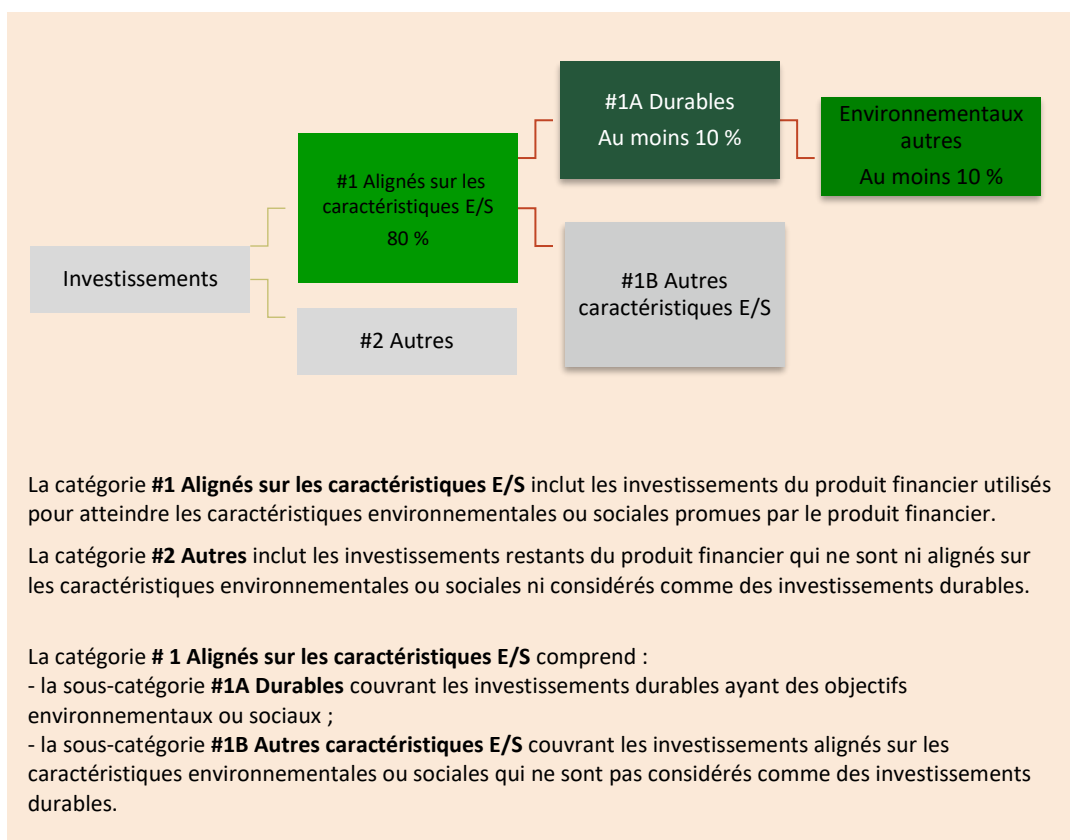 #1A Durables
Au moins 10 %
Environnementaux
autres
Au moins 10 %
#1 Alignés sur les
caractéristiques E/S
80 %
Investissements
#1B Autres
caractéristiques E/S
#2 Autres
La catégorie #1 Alignés sur les caractéristiques E/S inclut les investissements du produit financier utilisés
pour atteindre les caractéristiques environnementales ou sociales promues par le produit financier.
La catégorie #2 Autres inclut les investissements restants du produit financier qui ne sont ni alignés sur
les caractéristiques environnementales ou sociales ni considérés comme des investissements durables.
La catégorie # 1 Alignés sur les caractéristiques E/S comprend :
- la sous-catégorie #1A Durables couvrant les investissements durables ayant des objectifs
environnementaux ou sociaux ;
- la sous-catégorie #1B Autres caractéristiques E/S couvrant les investissements alignés sur les
caractéristiques environnementales ou sociales qui ne sont pas considérés comme des investissements
durables.